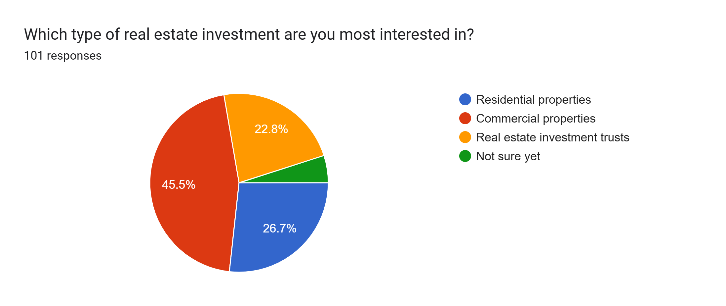 Which type of real estate investment are you most interested in?
101 responses
22.8%
45.5%
26.7%
Residential properties
Commercial properties
Real estate investment trusts
Not sure yet